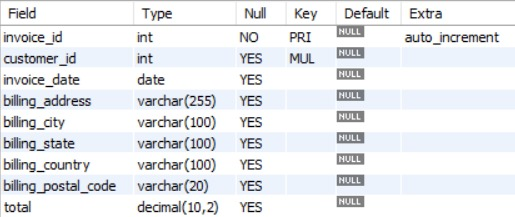 Field Type Null Key Default Extra
invoice_id int NO PRI NULL auto_increment
customer_id int YES MUL NULL
invoice_date date YES NULL
billing_address varchar(255) YES NULL
billing_city varchar(100) YES NULL
billing_state varchar(100) YES NULL
billing_country varchar(100) YES NULL
billing_postal_code varchar(20) YES NULL
total decimal(10,2) YES NULL